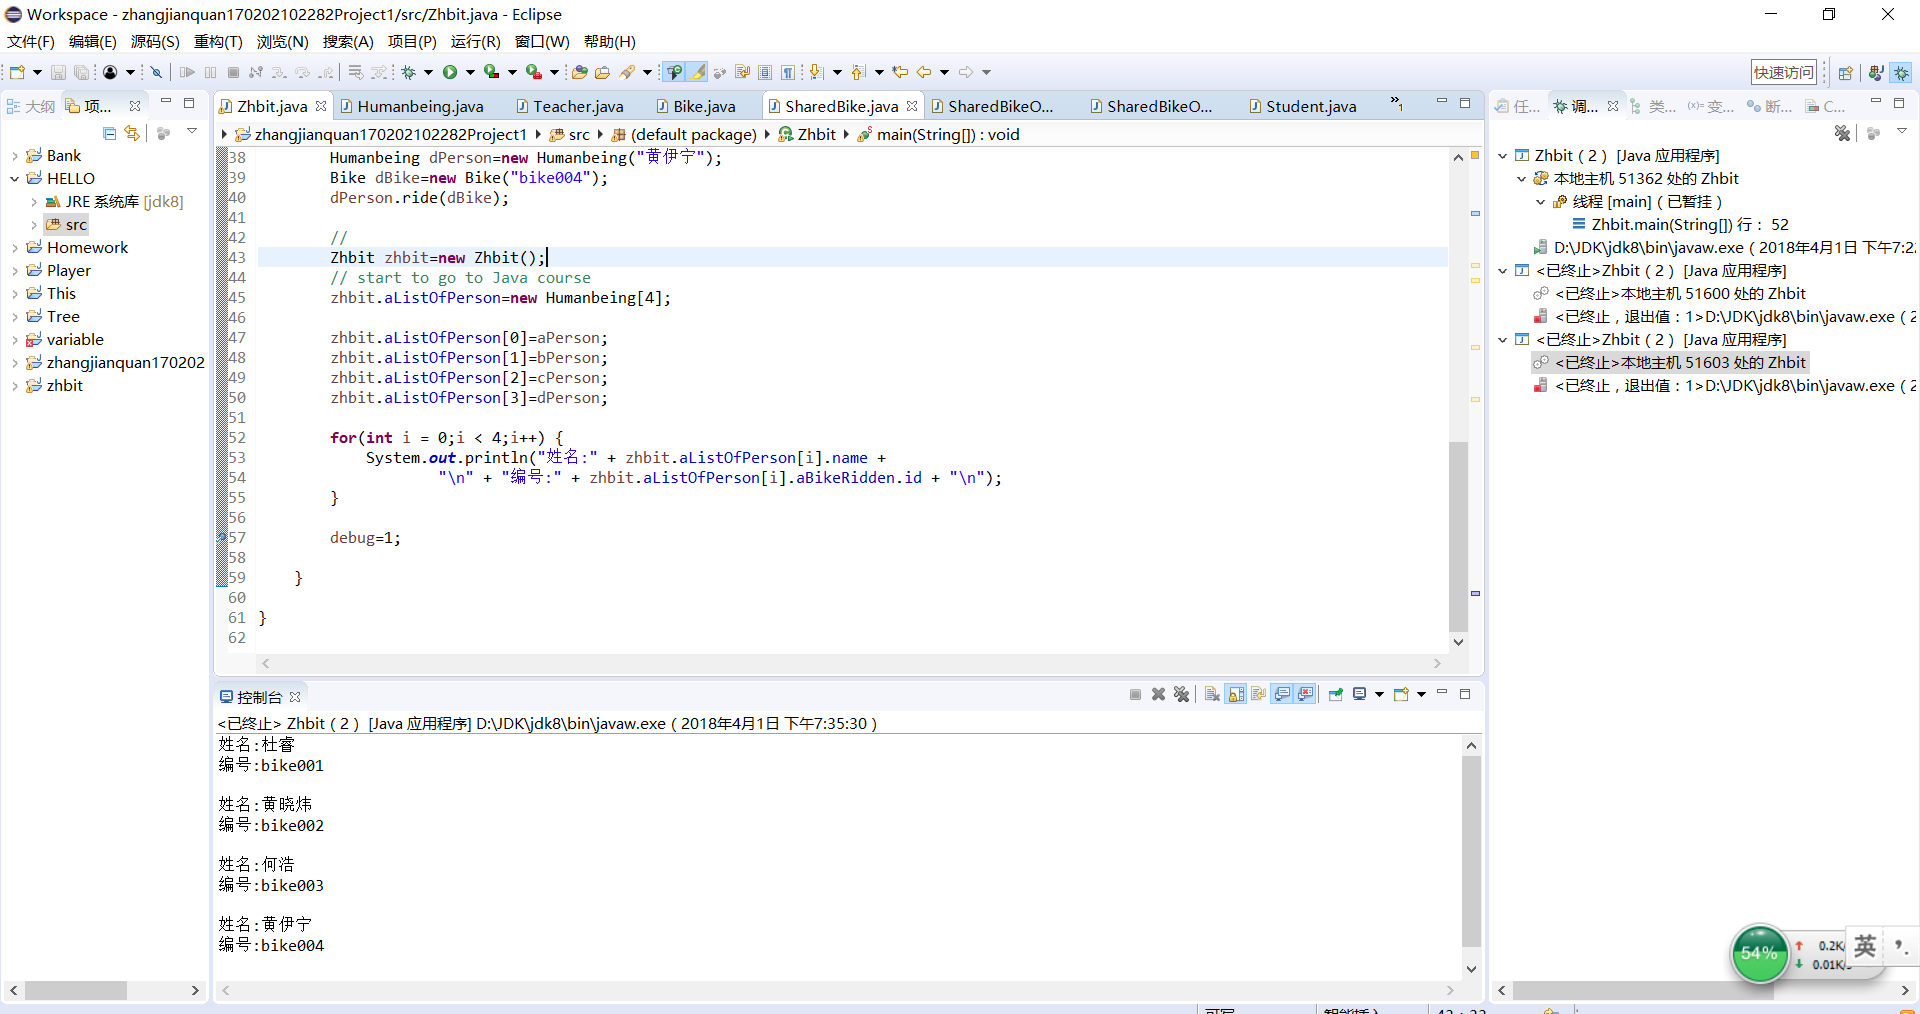 Workspace - zhangjianquan170202102282Project1/src/Zhbit.java - Eclipse
文件(F) 编辑(E) 源码(S) 重构(T) 浏览(N) 搜索(A) 项目(P) 运行(R) 窗口(W) 帮助(H)
快速访问
大纲 项...
Bank
HELLO
JRE 系统库 [jdk8]
src
Homework
Player
This
Tree
variable
zhangjianquan170202
zhbit
Zhbit.java Humanbeing.java Teacher.java Bike.java SharedBike.java SharedBikeO... SharedBikeO... Student.java »1
zhangjianquan170202102282Project1 src (default package) Zhbit main(String[]) : void
38 Humanbeing dPerson=new Humanbeing("黄伊宁");
39 Bike dBike=new Bike("bike004");
40 dPerson.ride(dBike);
41
42 //
43 Zhbit zhbit=new Zhbit();
44 // start to go to Java course
45 zhbit.aListOfPerson=new Humanbeing[4];
46
47 zhbit.aListOfPerson[0]=aPerson;
48 zhbit.aListOfPerson[1]=bPerson;
49 zhbit.aListOfPerson[2]=cPerson;
50 zhbit.aListOfPerson[3]=dPerson;
51
52 for(int i = 0;i < 4;i++) {
53 System.out.println("姓名:" + zhbit.aListOfPerson[i].name +
54 "\n" + "编号:" + zhbit.aListOfPerson[i].aBikeRidden.id + "\n");
55 }
56
57 debug=1;
58
59 }
60
61 }
62
控制台
<已终止> Zhbit（2） [Java 应用程序] D:\JDK\jdk8\bin\javaw.exe（2018年4月1日 下午7:35:30）
姓名:杜睿
编号:bike001
姓名:黄晓炜
编号:bike002
姓名:何浩
编号:bike003
姓名:黄伊宁
编号:bike004
任... 调... 类... (x)= 变... 断... C...
Zhbit（2） [Java 应用程序]
本地主机 51362 处的 Zhbit
线程 [main]（已暂挂）
Zhbit.main(String[]) 行： 52
D:\JDK\jdk8\bin\javaw.exe（2018年4月1日 下午7:2
<已终止>Zhbit（2） [Java 应用程序]
<已终止>本地主机 51600 处的 Zhbit
<已终止，退出值：1>D:\JDK\jdk8\bin\javaw.exe（2
<已终止>Zhbit（2） [Java 应用程序]
<已终止>本地主机 51603 处的 Zhbit
<已终止，退出值：1>D:\JDK\jdk8\bin\javaw.exe（2
54%
0.2K/
0.01K/s
英